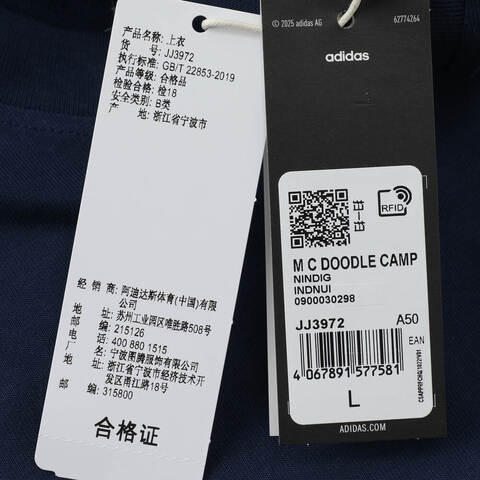 产品名称: 上衣
货 号: JJ3972
执行标准: GB/T 22853-2019
产品等级: 合格品
检验合格: 检18
安全类别: B类
产 地: 浙江省宁波市
经 销 商: 阿迪达斯体育(中国)有限
公司
地 址: 苏州工业园区唯胜路508号
邮 编: 215126
电 话: 400 880 1515
厂 名: 宁波图腾服饰有限公司
地 址: 浙江省宁波市经济技术开
发区甬江路18号
邮 编: 315800
合格证
© 2025 adidas AG
62774264
adidas
RFID
M C DOODLE CAMP
NINDIG
INDNUI
0900030298
JJ3972 A50
EAN
4 067891 577581
L
ADIDAS.COM